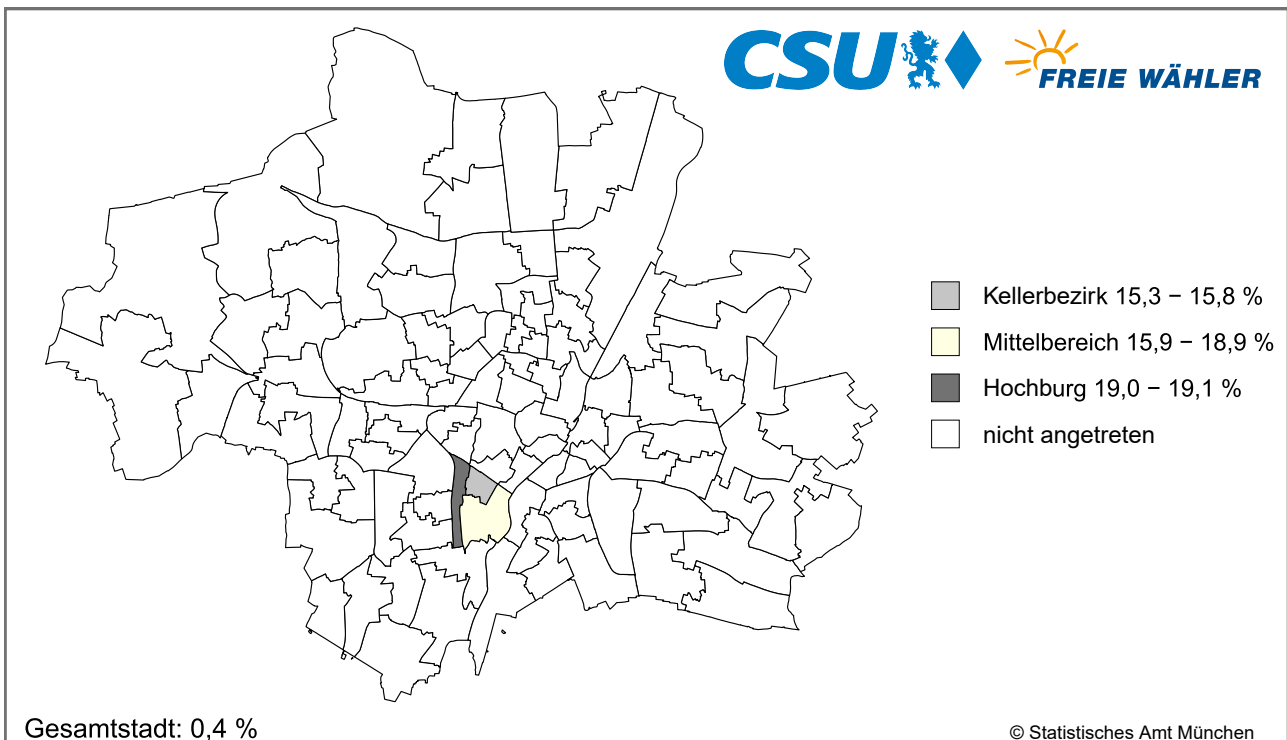 CSU FREIE WÄHLER
Kellerbezirk 15,3 − 15,8 %
Mittelbereich 15,9 − 18,9 %
Hochburg 19,0 − 19,1 %
nicht angetreten
Gesamtstadt: 0,4 %
© Statistisches Amt München